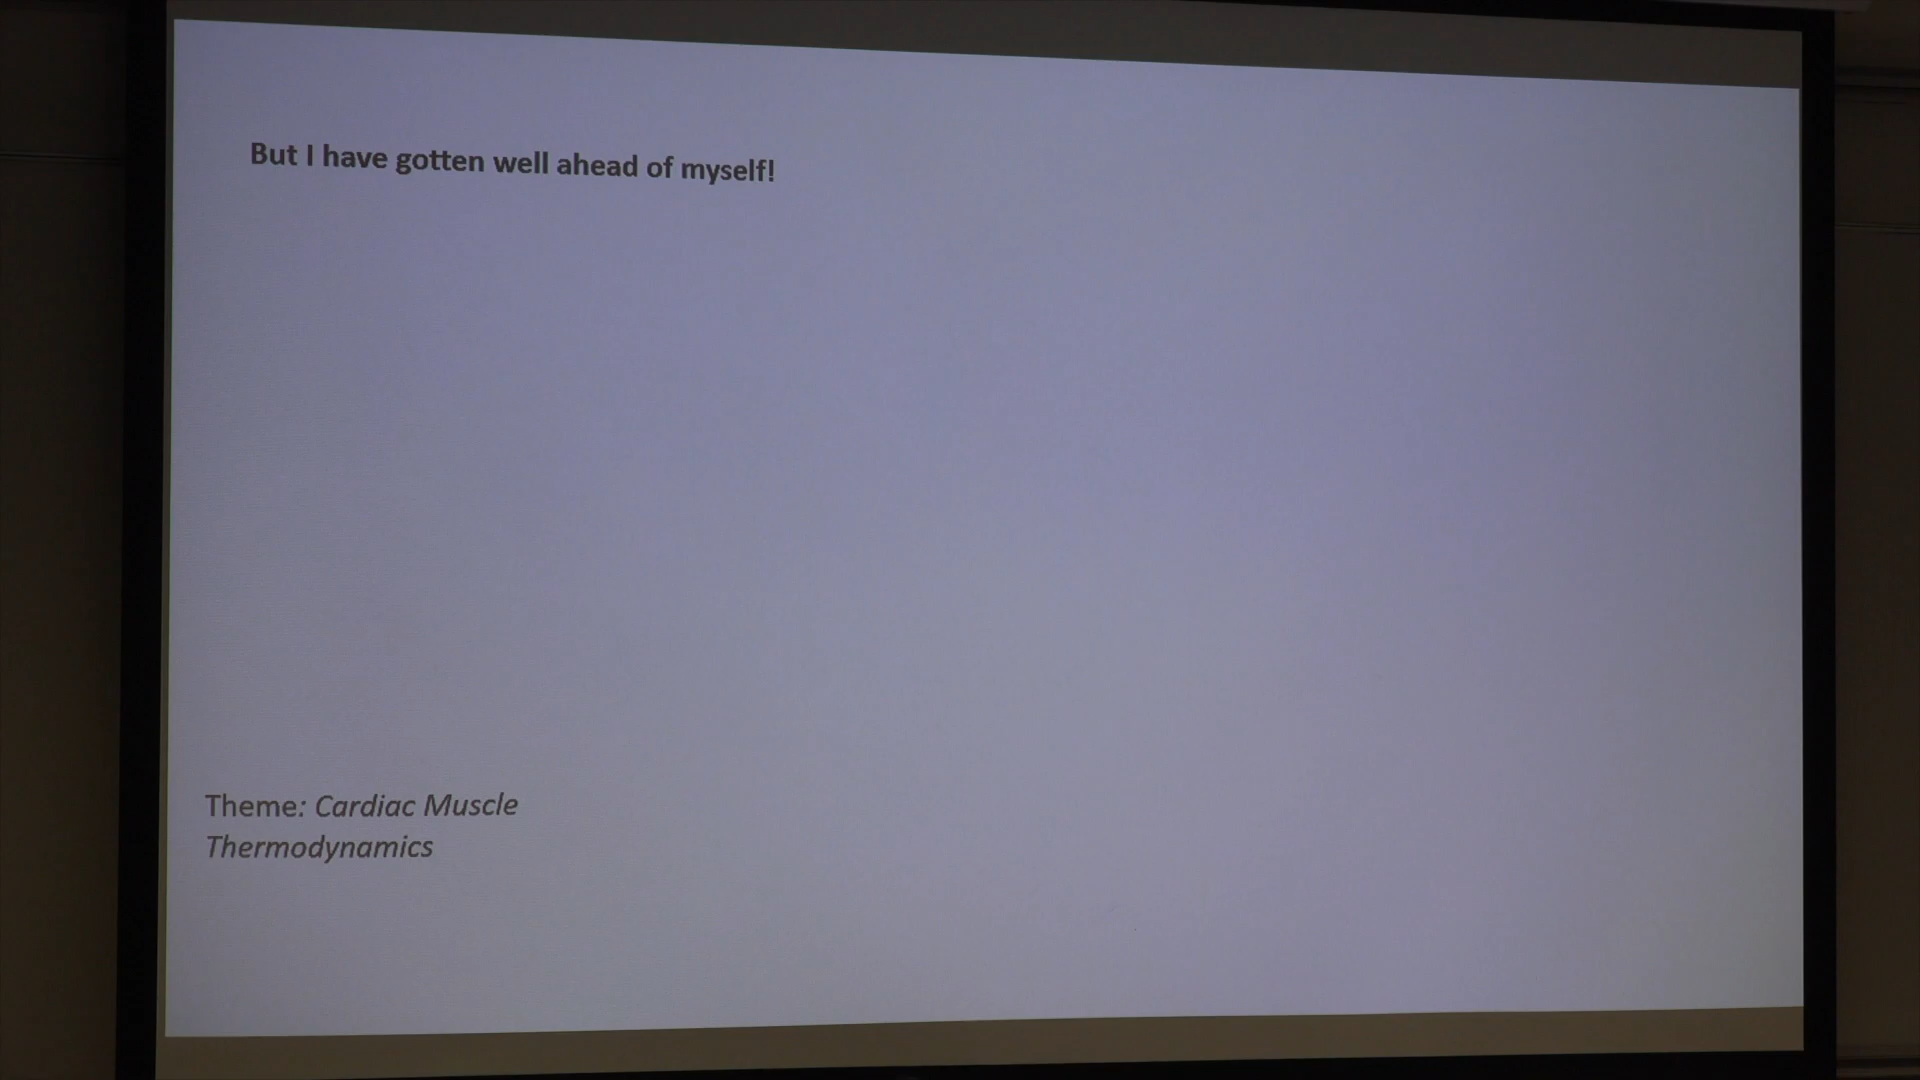 But I have gotten well ahead of myself!
Theme: Cardiac Muscle
Thermodynamics